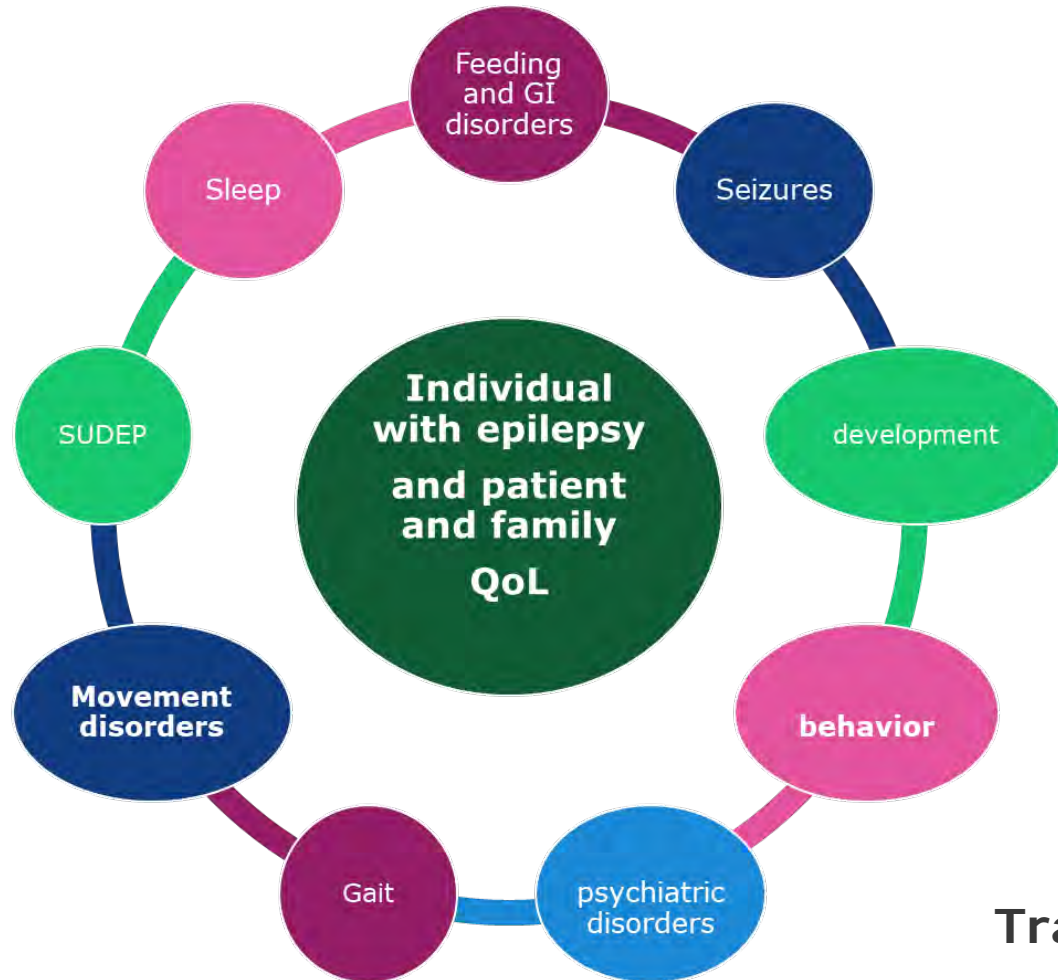 Feeding
and GI
disorders
Seizures
development
behavior
psychiatric
disorders
Gait
Movement
disorders
SUDEP
Sleep
Individual
with epilepsy
and patient
and family
QoL